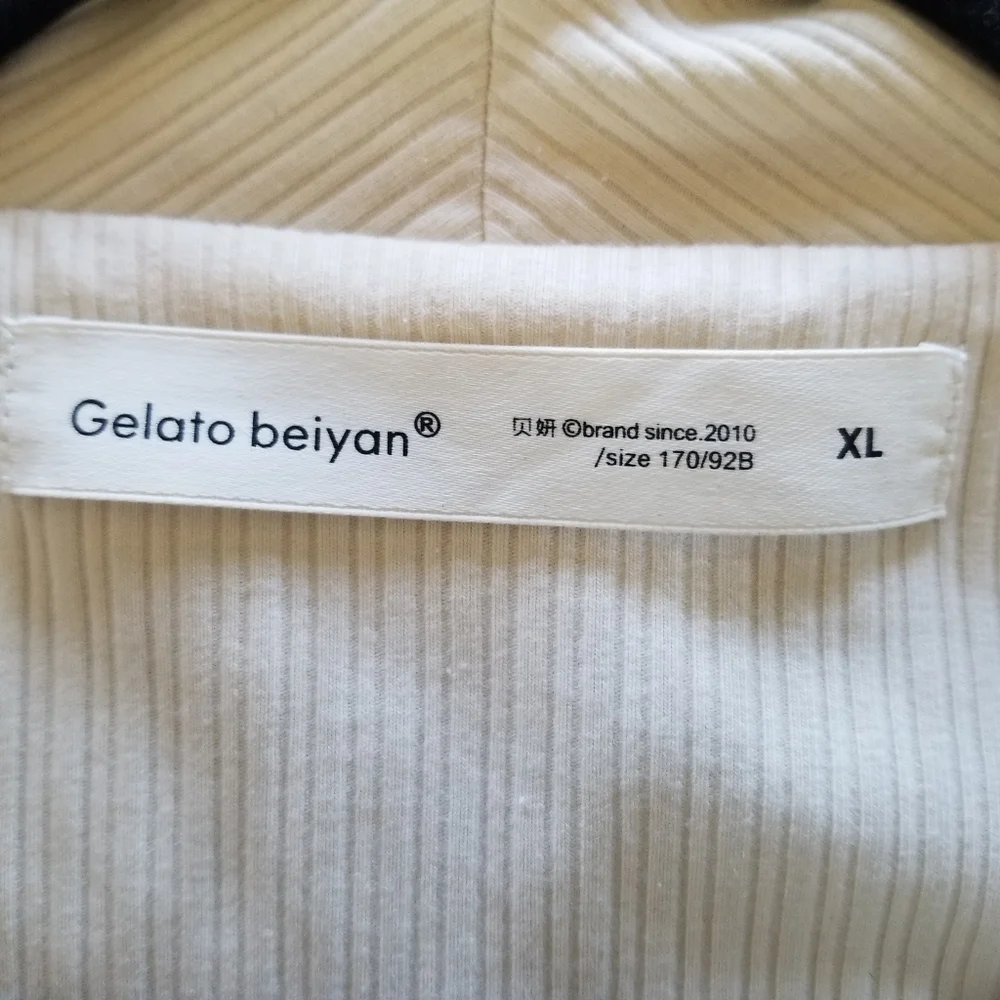 Gelato beiyan®
贝妍 ©brand since.2010
/size 170/92B
XL